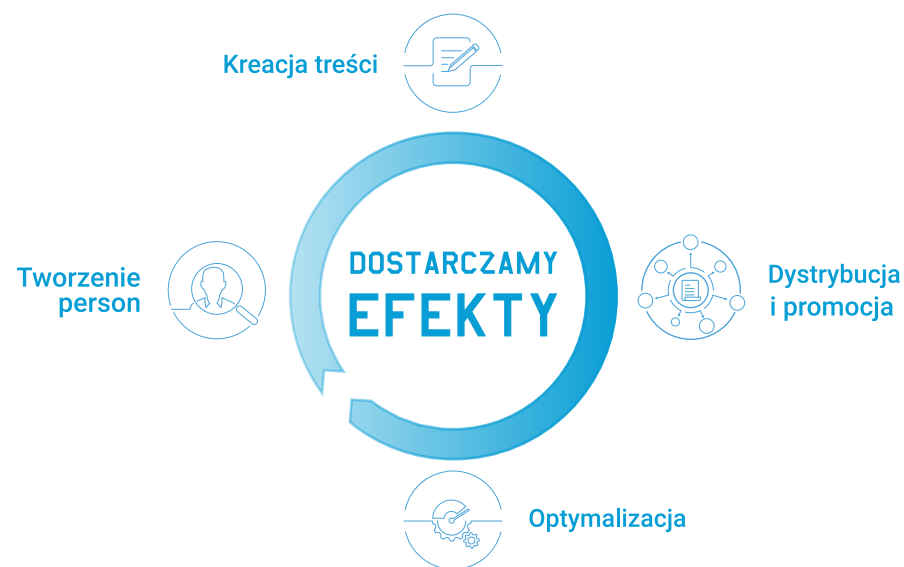 Kreacja treści
DOSTARCZAMY
EFEKTY
Tworzenie
person
Dystrybucja
i promocja
Optymalizacja